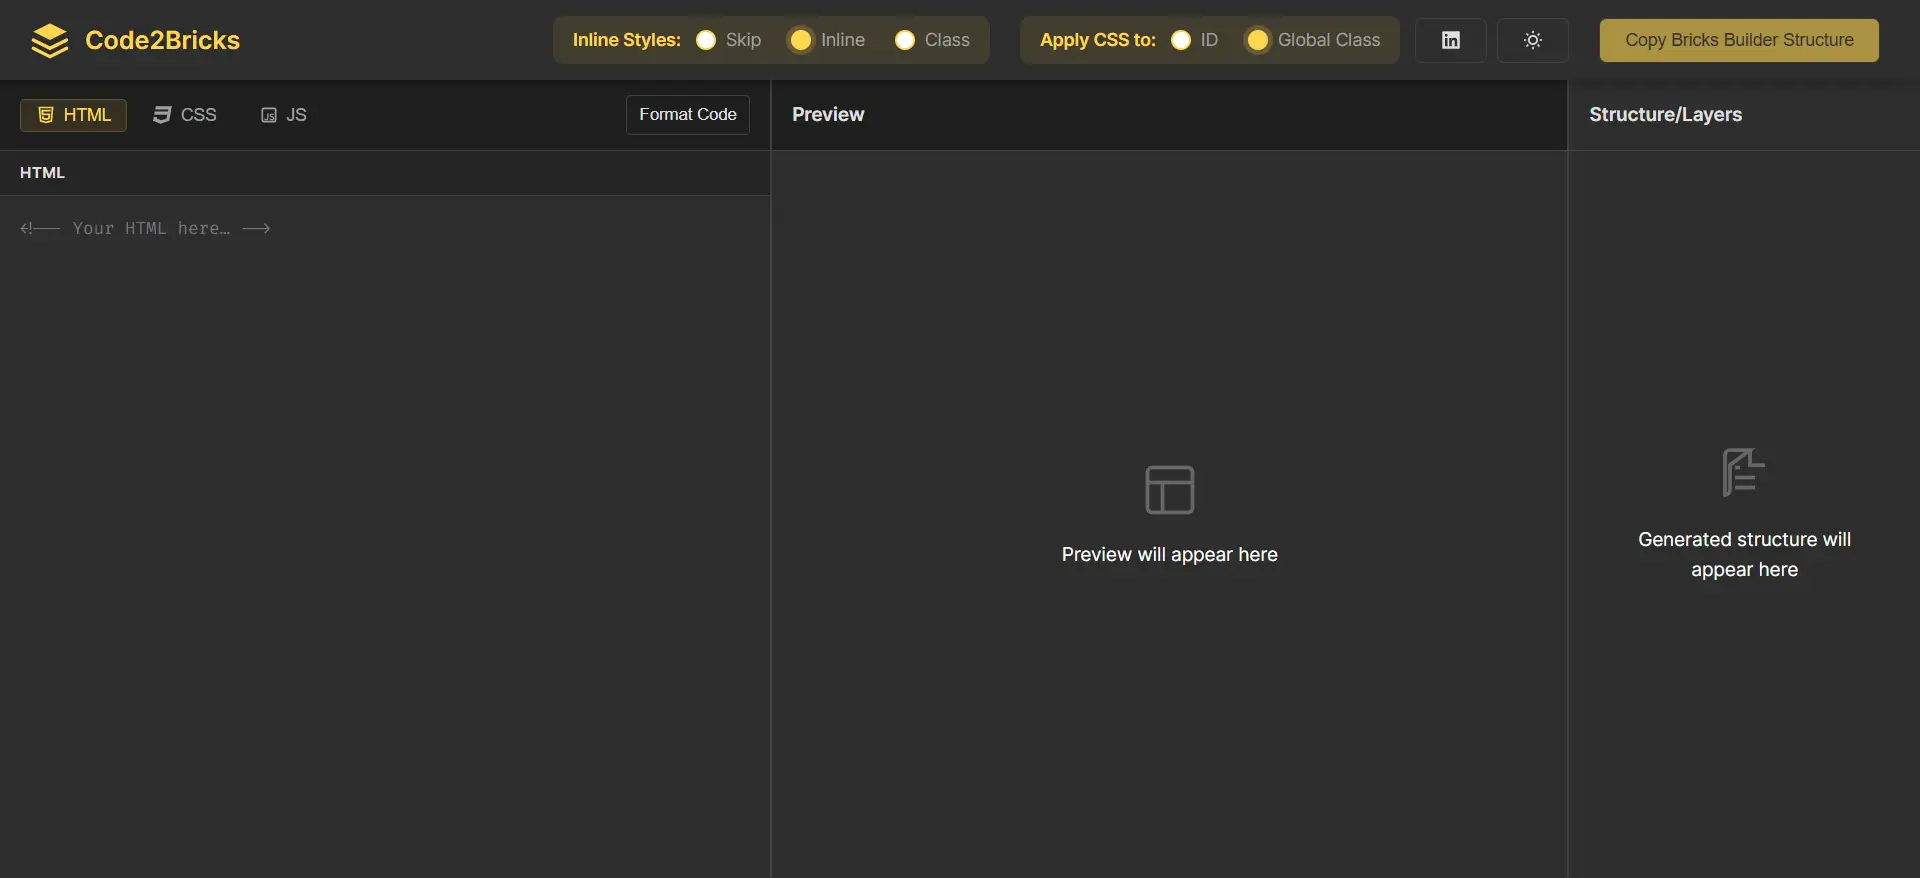 Code2Bricks
Inline Styles: Skip Inline Class
Apply CSS to: ID Global Class
Copy Bricks Builder Structure
HTML CSS JS
Format Code
Preview
Structure/Layers
HTML
<!-- Your HTML here... -->
Preview will appear here
Generated structure will
appear here